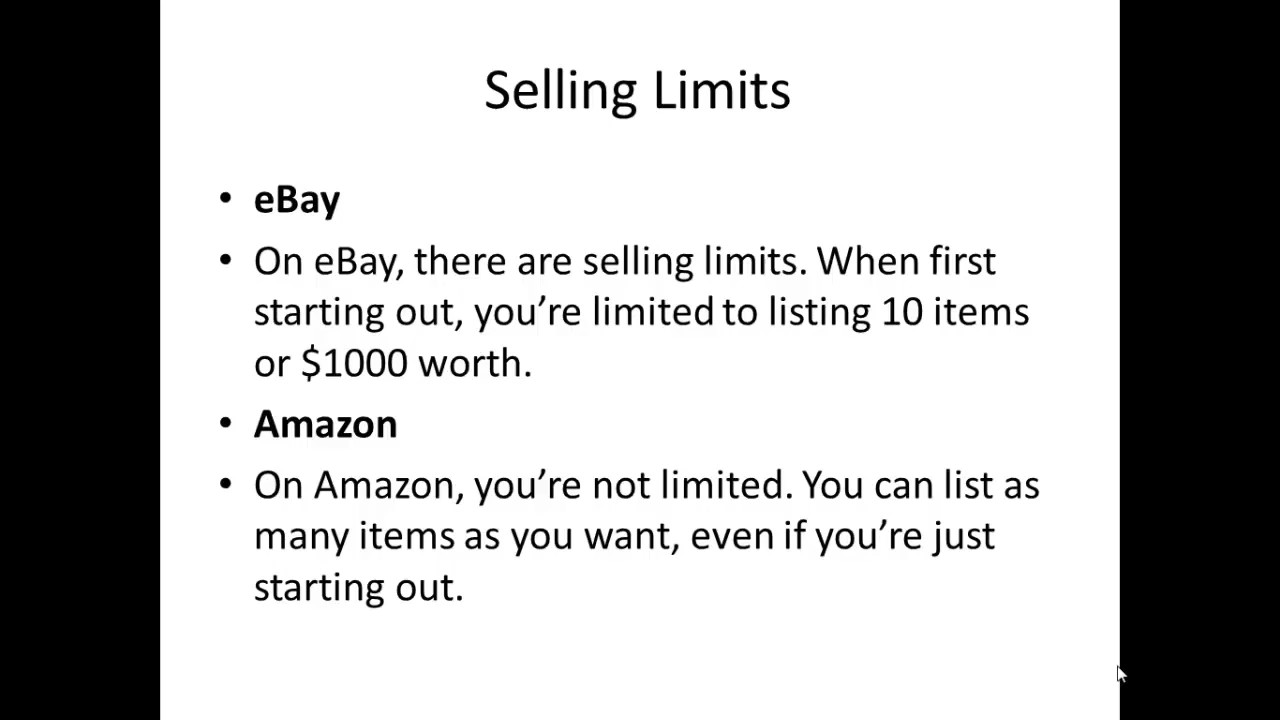 Selling Limits
• eBay
• On eBay, there are selling limits. When first
starting out, you’re limited to listing 10 items
or $1000 worth.
• Amazon
• On Amazon, you’re not limited. You can list as
many items as you want, even if you’re just
starting out.